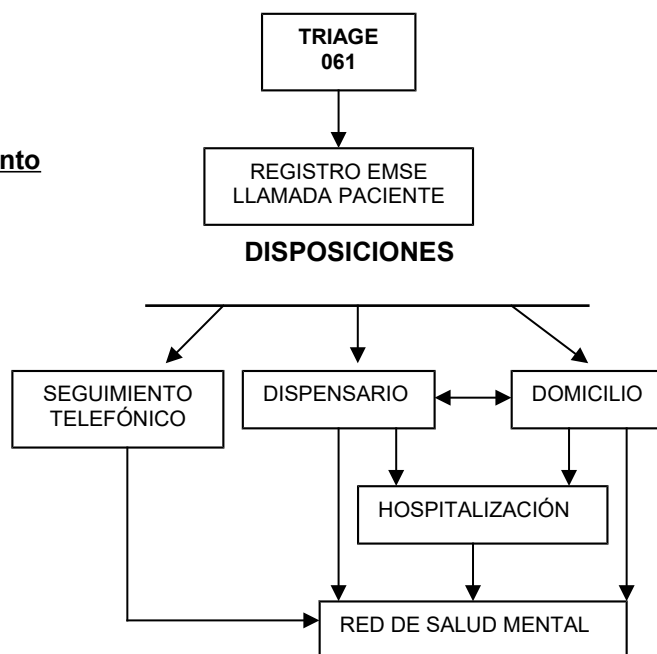 TRIAGE
061
nto
REGISTRO EMSE
LLAMADA PACIENTE
DISPOSICIONES
SEGUIMIENTO
TELEFÓNICO
DISPENSARIO
DOMICILIO
HOSPITALIZACIÓN
RED DE SALUD MENTAL